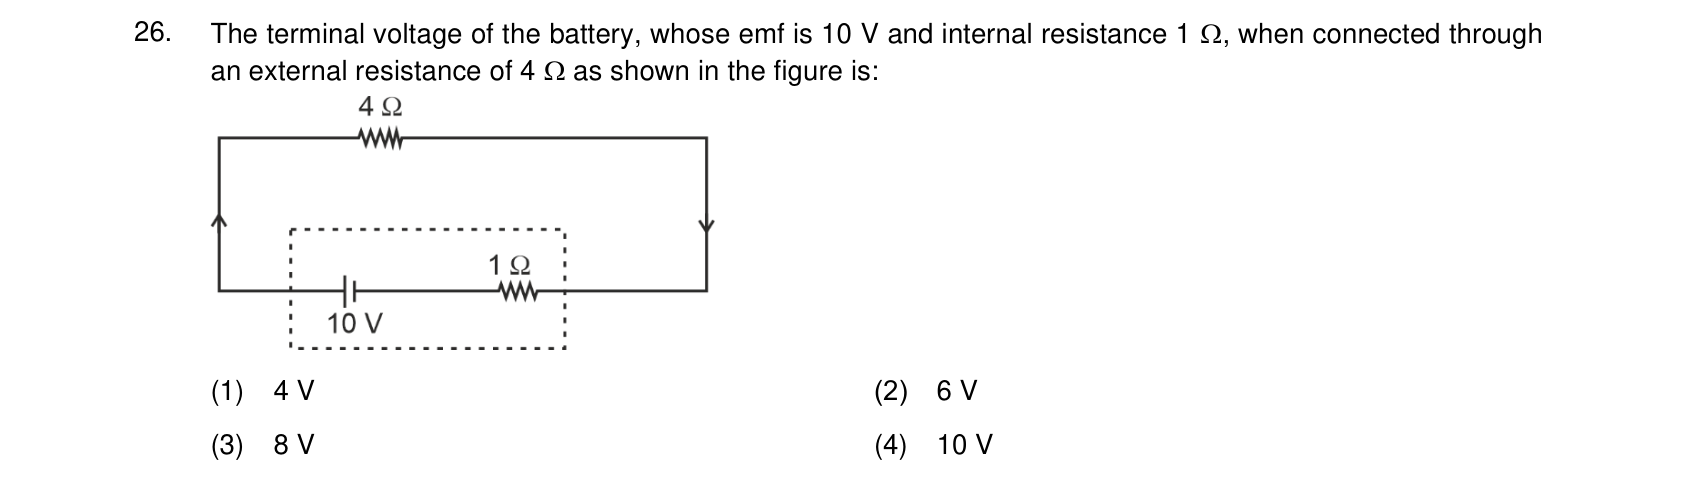 26. The terminal voltage of the battery, whose emf is 10 V and internal resistance 1 Ω, when connected through
an external resistance of 4 Ω as shown in the figure is:
4 Ω
1 Ω
10 V
(1) 4 V (2) 6 V
(3) 8 V (4) 10 V